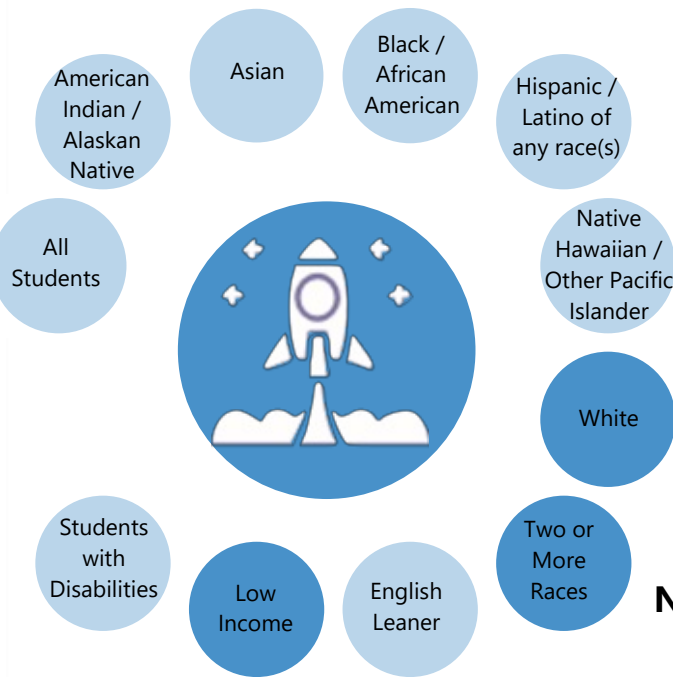 American
Indian /
Alaskan
Native
Asian
Black /
African
American
Hispanic /
Latino of
any race(s)
All
Students
Native
Hawaiian /
Other Pacific
Islander
White
Students
with
Disabilities
Low
Income
English
Leaner
Two or
More
Races
N